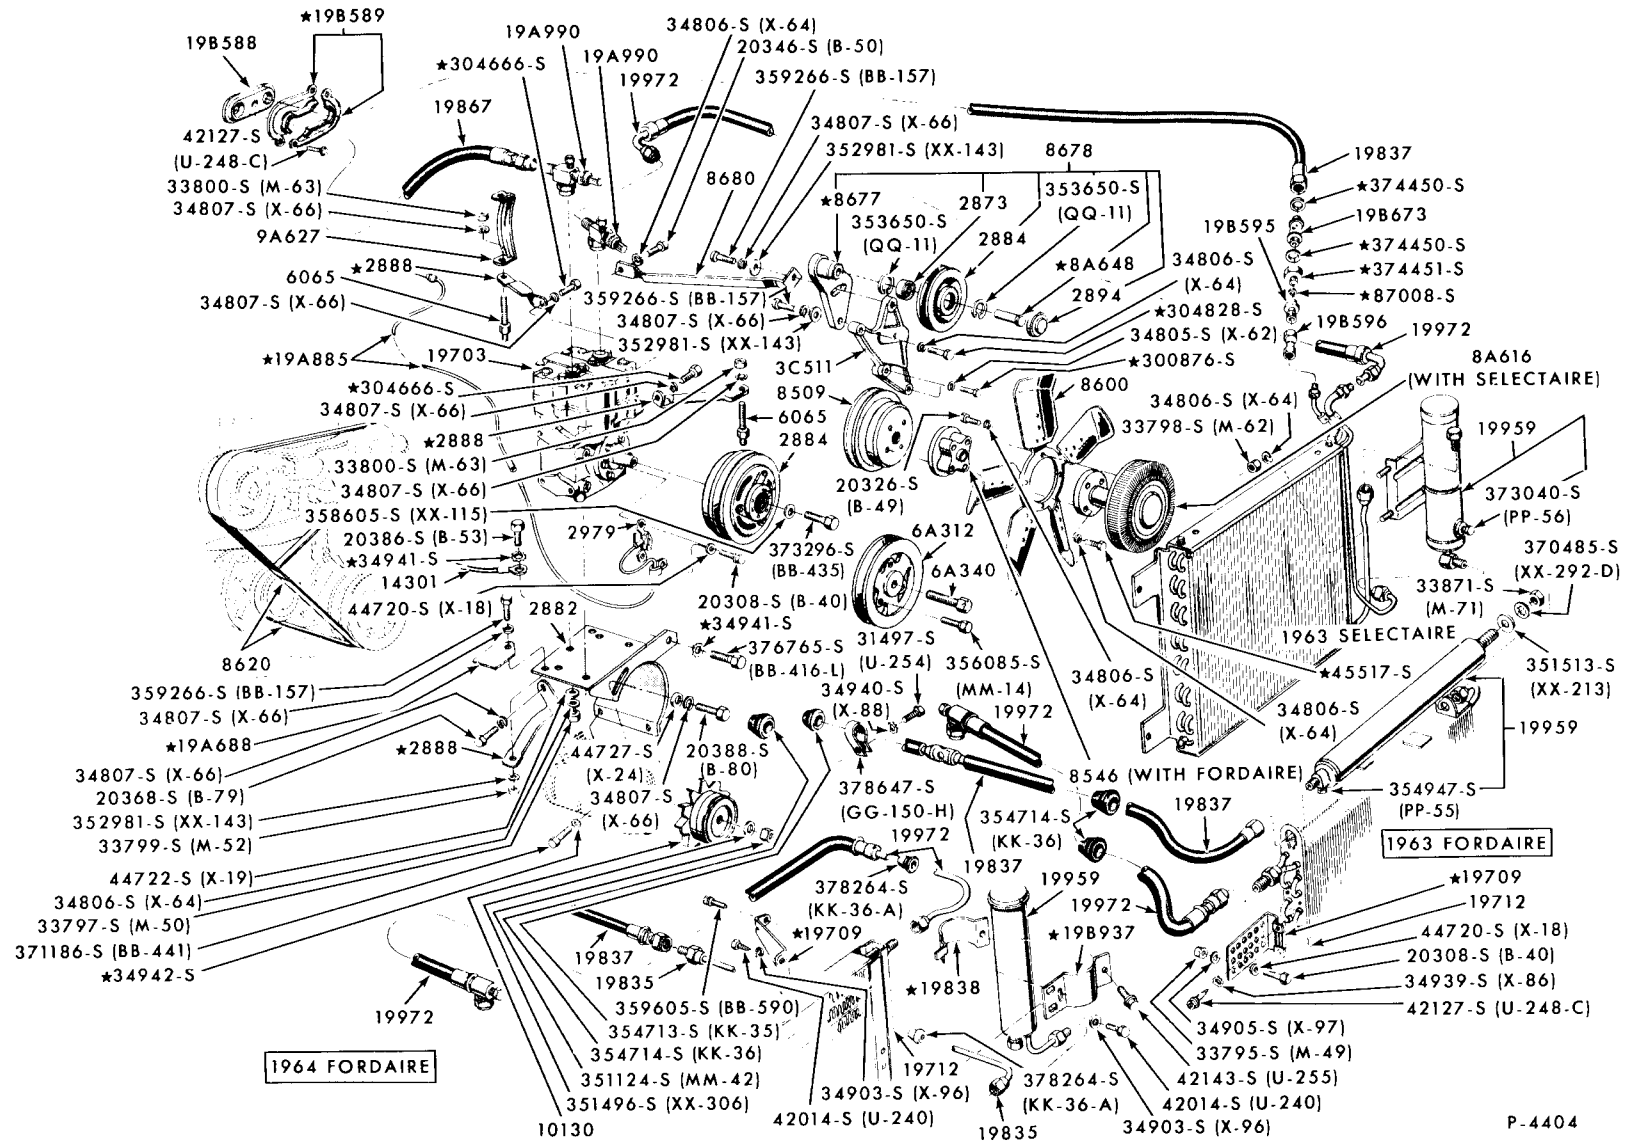 ★19B589
19B588
42127-S
(U-248-C)
33800-S (M-63)
34807-S (X-66)
9A627
★2888
6065
34807-S (X-66)
★19A885
19703
★304666-S
34807-S (X-66)
★2888
33800-S (M-63)
34807-S (X-66)
358605-S (XX-115)
20386-S (B-53)
★34941-S
14301
44720-S (X-18)
2882
8620
19867
★304666-S
19A990
19A990
19972
34806-S (X-64)
20346-S (B-50)
359266-S (BB-157)
34807-S (X-66)
352981-S (XX-143)
8680
8678
★8677
353650-S
(QQ-11)
2873
2884
353650-S
(QQ-11)
★8A648
2894
359266-S (BB-157)
34807-S (X-66)
352981-S (XX-143)
3C511
8509
6065
2884
2979
373296-S
(BB-435)
20308-S (B-40)
★34941-S
376765-S
(BB-416-L)
20326-S
(B-49)
6A312
6A340
31497-S
(U-254)
356085-S
(MM-14)
34940-S
(X-88)
19972
8600
34806-S
(X-64)
★304828-S
34805-S (X-62)
★300876-S
19837
★374450-S
19B673
★374450-S
★374451-S
★87008-S
19B595
19B596
19972
8A616
(WITH SELECTAIRE)
34806-S (X-64)
33798-S (M-62)
19959
373040-S
(PP-56)
370485-S
(XX-292-D)
33871-S
(M-71)
1963 SELECTAIRE
★45517-S
351513-S
(XX-213)
34806-S
(X-64)
34806-S
(X-64)
19959
8546 (WITH FORDAIRE)
354947-S
(PP-55)
1963 FORDAIRE
359266-S (BB-157)
34807-S (X-66)
★19A688
34807-S (X-66)
20368-S (B-79)
352981-S (XX-143)
33799-S (M-52)
44722-S (X-19)
34806-S (X-64)
33797-S (M-50)
371186-S (BB-441)
★34942-S
★2888
44727-S
(X-24)
34807-S
(X-66)
20388-S
(B-80)
378647-S
(GG-150-H)
19972
19837
354714-S
(KK-36)
19837
378264-S
(KK-36-A)
★19709
19959
19972
★19B937
★19838
19837
19835
19972
1964 FORDAIRE
359605-S (BB-590)
354713-S (KK-35)
354714-S (KK-36)
351124-S (MM-42)
351496-S (XX-306)
10130
34903-S (X-96)
42014-S (U-240)
19712
378264-S
(KK-36-A)
19835
★19709
19712
44720-S (X-18)
20308-S (B-40)
34939-S (X-86)
42127-S (U-248-C)
34905-S (X-97)
33795-S (M-49)
42143-S (U-255)
42014-S (U-240)
34903-S (X-96)
P-4404